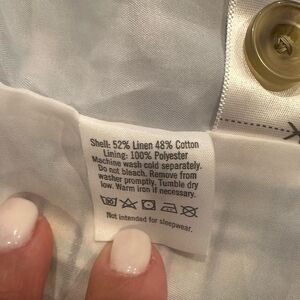 Shell: 52% Linen 48% Cotton
Lining: 100% Polyester
Machine wash cold separately.
Do not bleach. Remove from
washer promptly. Tumble dry
low. Warm iron if necessary.
Not intended for sleepwear.